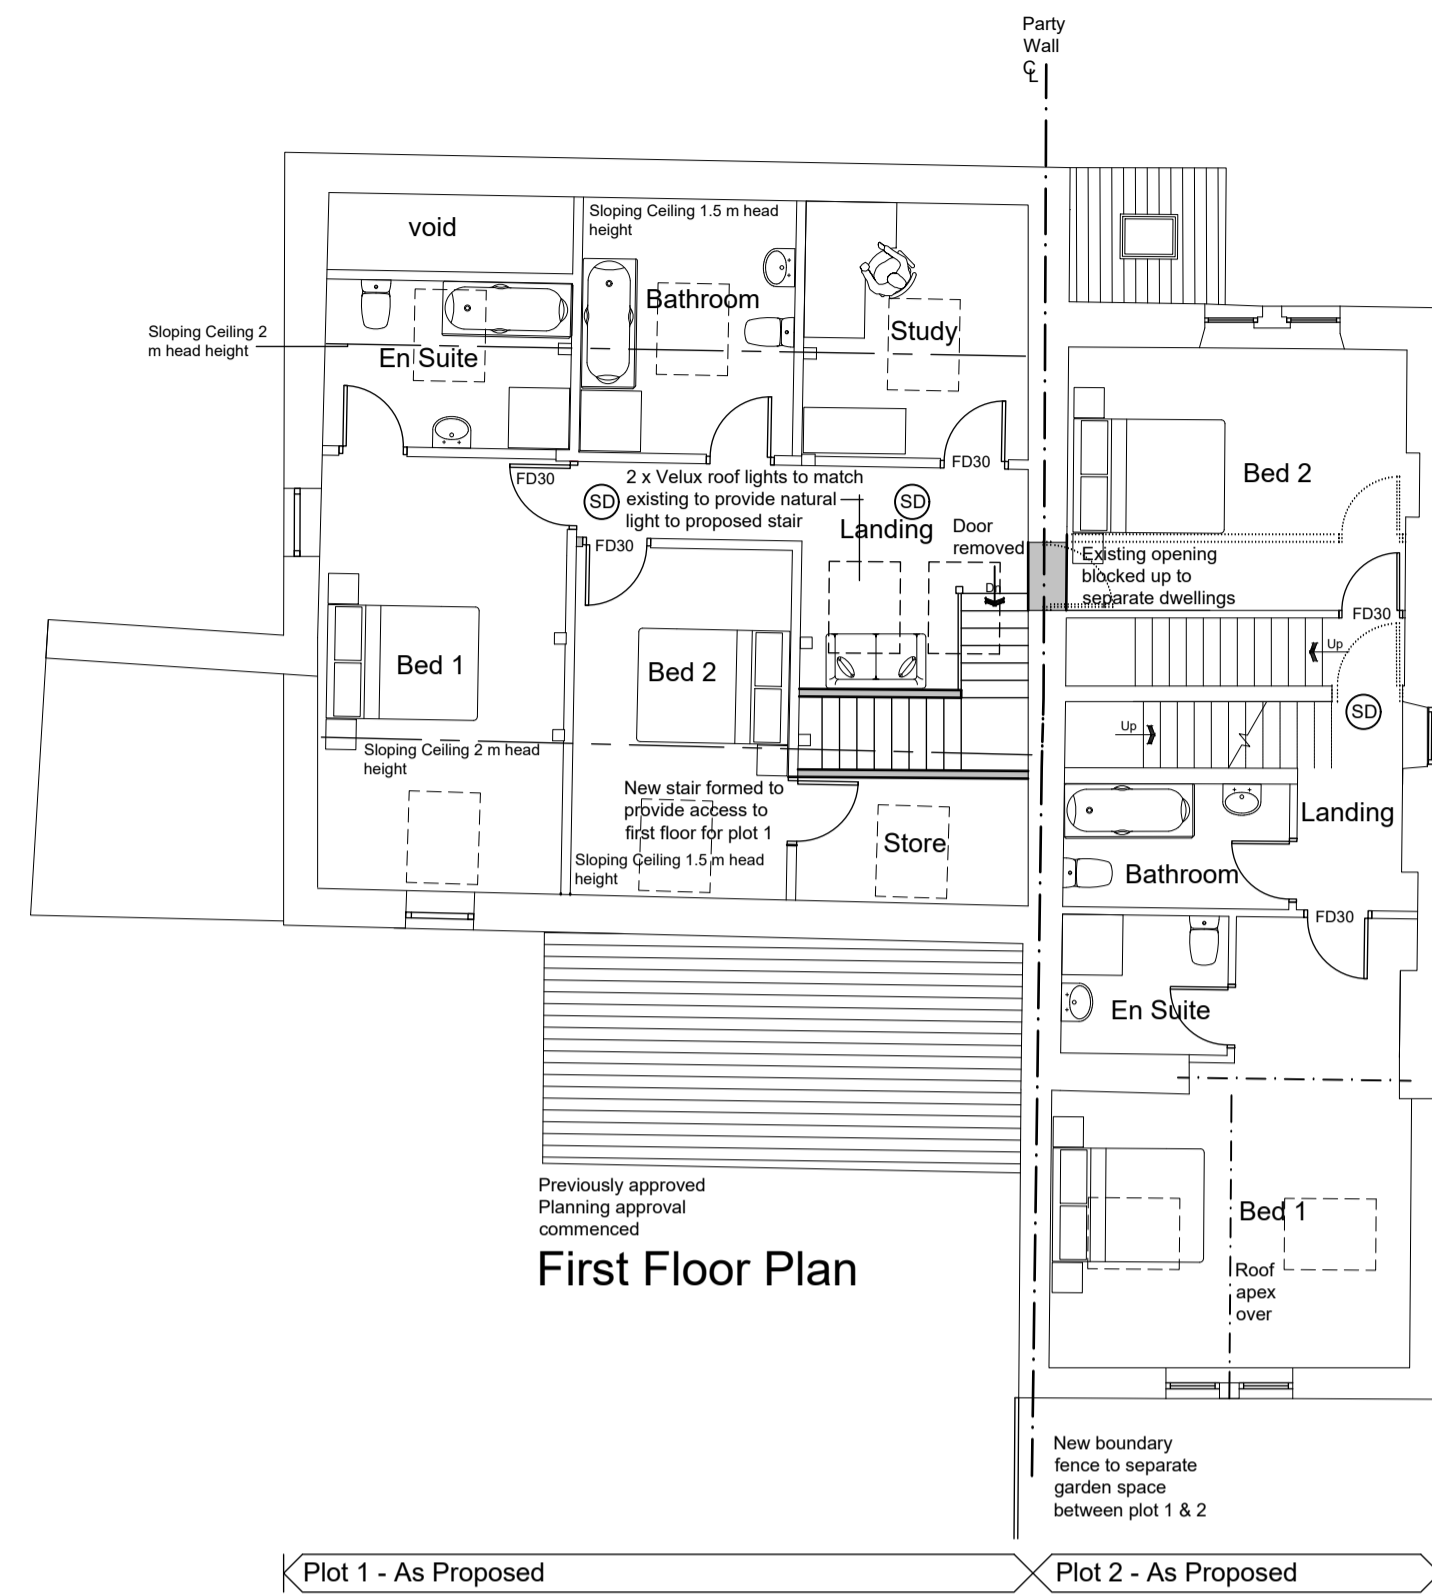 Party
Wall
℄
void
Sloping Ceiling 1.5 m head
height
Bathroom
Study
Sloping Ceiling 2
m head height
En Suite
Bed 2
FD30
FD30
2 x Velux roof lights to match
existing to provide natural
light to proposed stair
SD
SD
Landing
Door
removed
FD30
Existing opening
blocked up to
separate dwellings
Dn
FD30
Up
Bed 1
Bed 2
SD
Up
Sloping Ceiling 2 m head
height
New stair formed to
provide access to
first floor for plot 1
Sloping Ceiling 1.5 m head
height
Store
Landing
Bathroom
FD30
En Suite
Previously approved
Planning approval
commenced
First Floor Plan
Bed 1
Roof
apex
over
New boundary
fence to separate
garden space
between plot 1 & 2
Plot 1 - As Proposed
Plot 2 - As Proposed